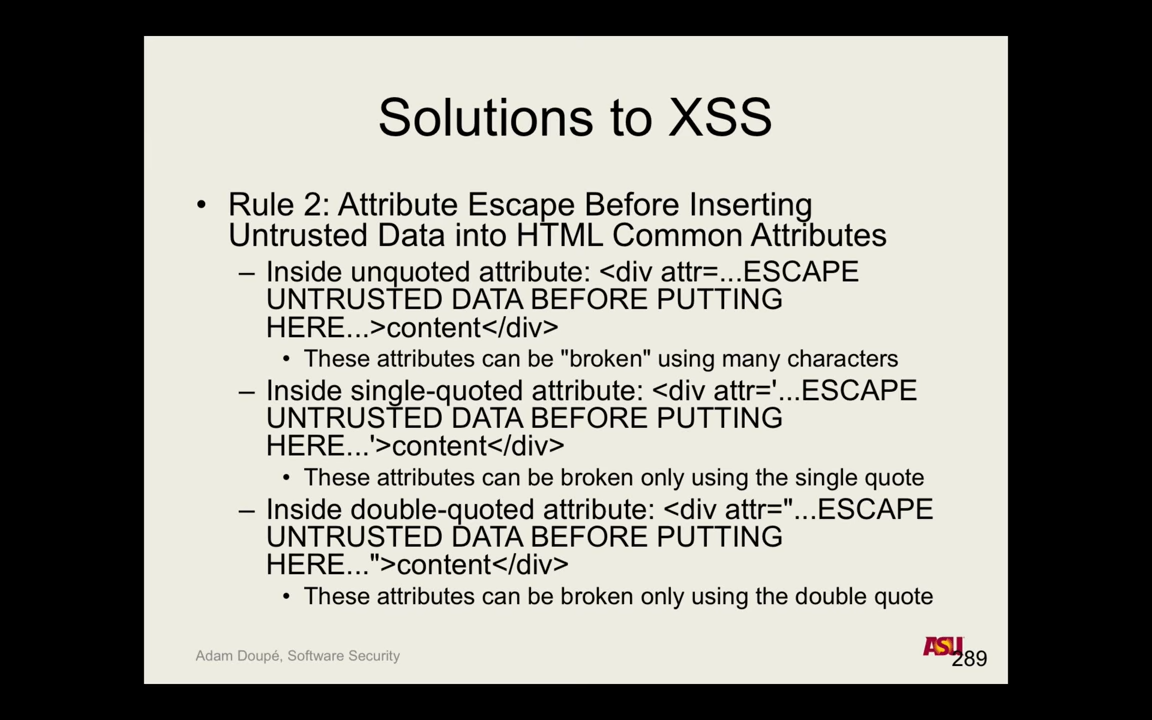 Solutions to XSS
• Rule 2: Attribute Escape Before Inserting
Untrusted Data into HTML Common Attributes
– Inside unquoted attribute: <div attr=...ESCAPE
UNTRUSTED DATA BEFORE PUTTING
HERE...>content</div>
• These attributes can be "broken" using many characters
– Inside single-quoted attribute: <div attr='...ESCAPE
UNTRUSTED DATA BEFORE PUTTING
HERE...'>content</div>
• These attributes can be broken only using the single quote
– Inside double-quoted attribute: <div attr="...ESCAPE
UNTRUSTED DATA BEFORE PUTTING
HERE...">content</div>
• These attributes can be broken only using the double quote
Adam Doupé, Software Security
ASU
289